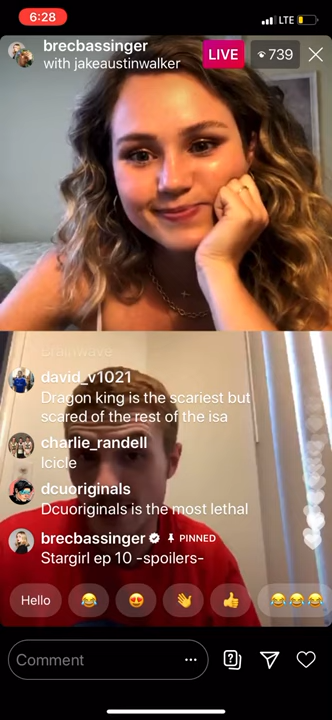 6:28
LTE
brecbassinger
with jakeaustinwalker
LIVE
739
brainwave
david_v1021
Dragon king is the scariest but
scared of the rest of the isa
charlie_randell
Icicle
dcuoriginals
Dcuoriginals is the most lethal
brecbassinger PINNED
Stargirl ep 10 -spoilers-
Hello 😂 😍 👋 👍 😂😂😂
Comment